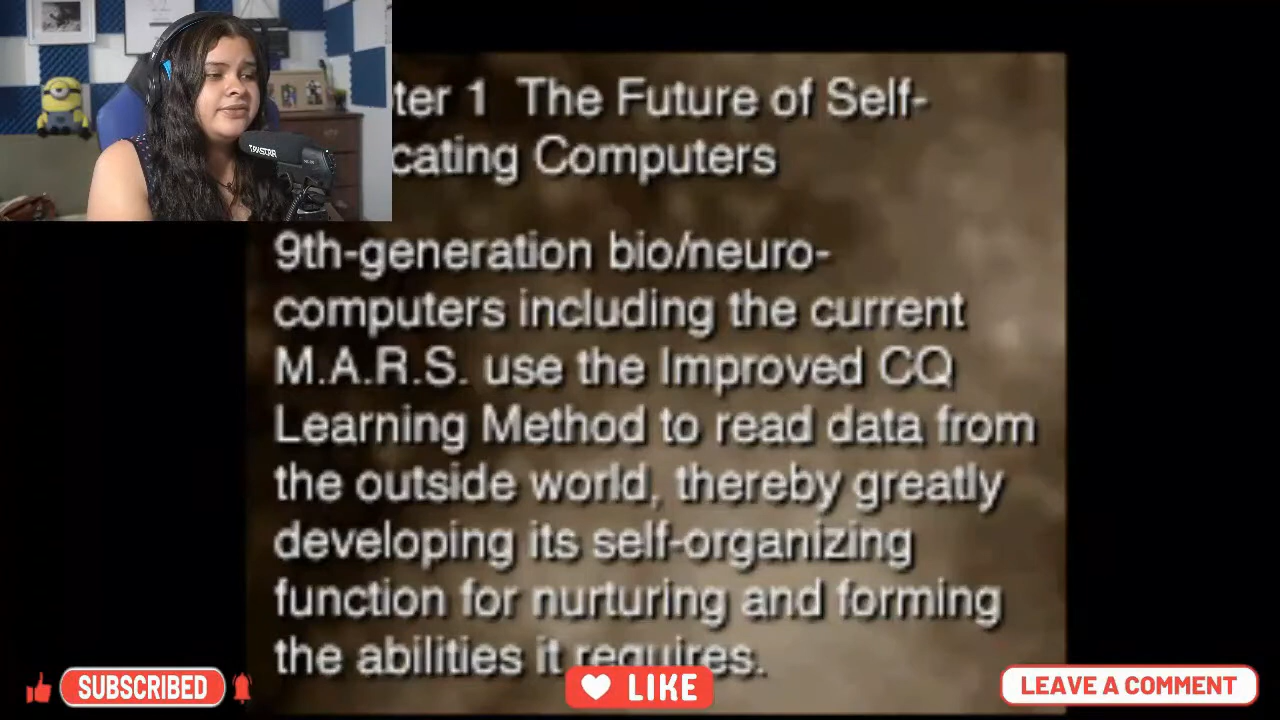 ter 1 The Future of Self-
cating Computers
9th-generation bio/neuro-
computers including the current
M.A.R.S. use the Improved CQ
Learning Method to read data from
the outside world, thereby greatly
developing its self-organizing
function for nurturing and forming
the abilities it requires.
TAKSTAR
SUBSCRIBED
LIKE
LEAVE A COMMENT